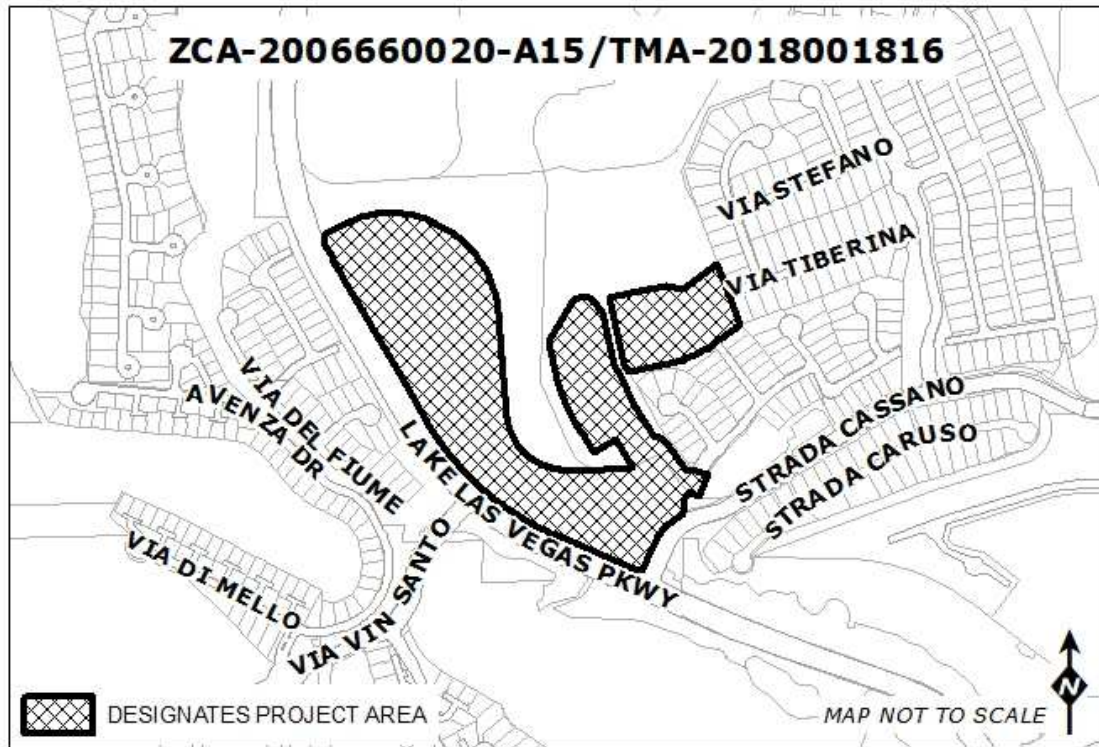 ZCA-2006660020-A15/TMA-2018001816
VIA STEFANO
VIA TIBERINA
VIA DEL FIUME
AVENZA DR
LAKE LAS VEGAS PKWY
STRADA CASSANO
STRADA CARUSO
VIA DI MELLO
VIA VIN SANTO
DESIGNATES PROJECT AREA
MAP NOT TO SCALE
N